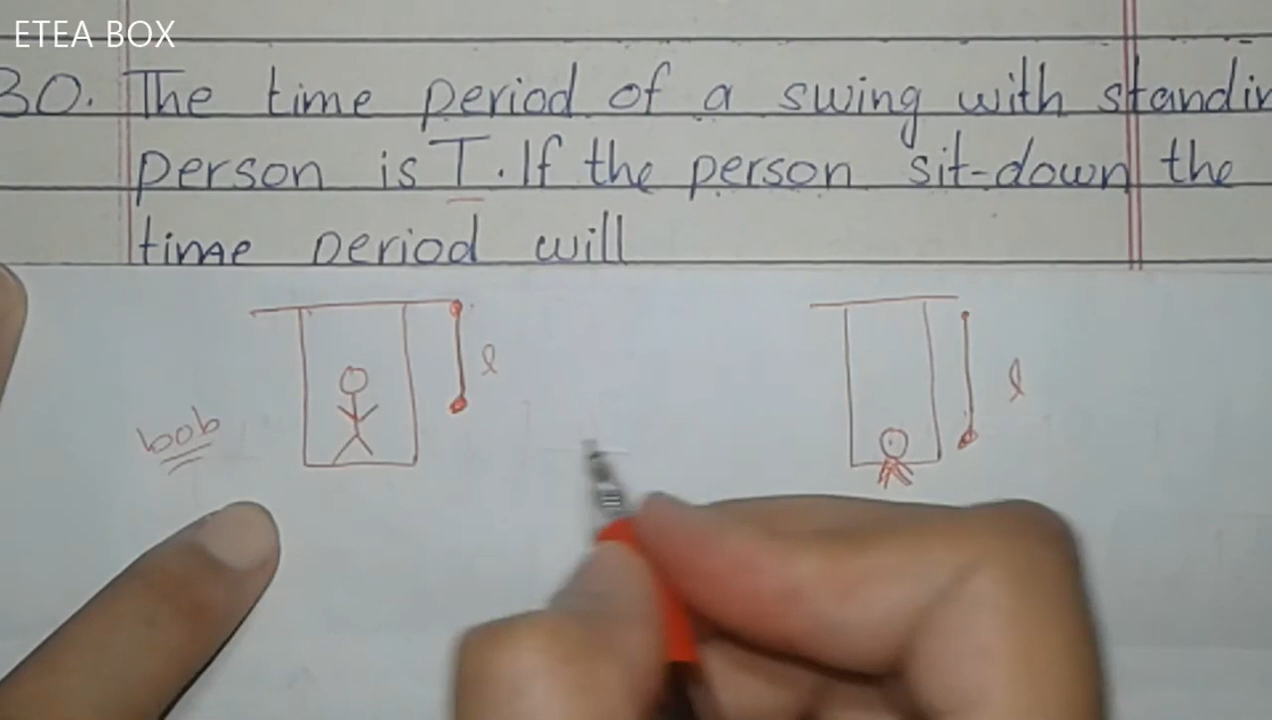 ETEA BOX
30. The time period of a swing with standin
person is T. If the person sit-down the
time period will
l
l
bob